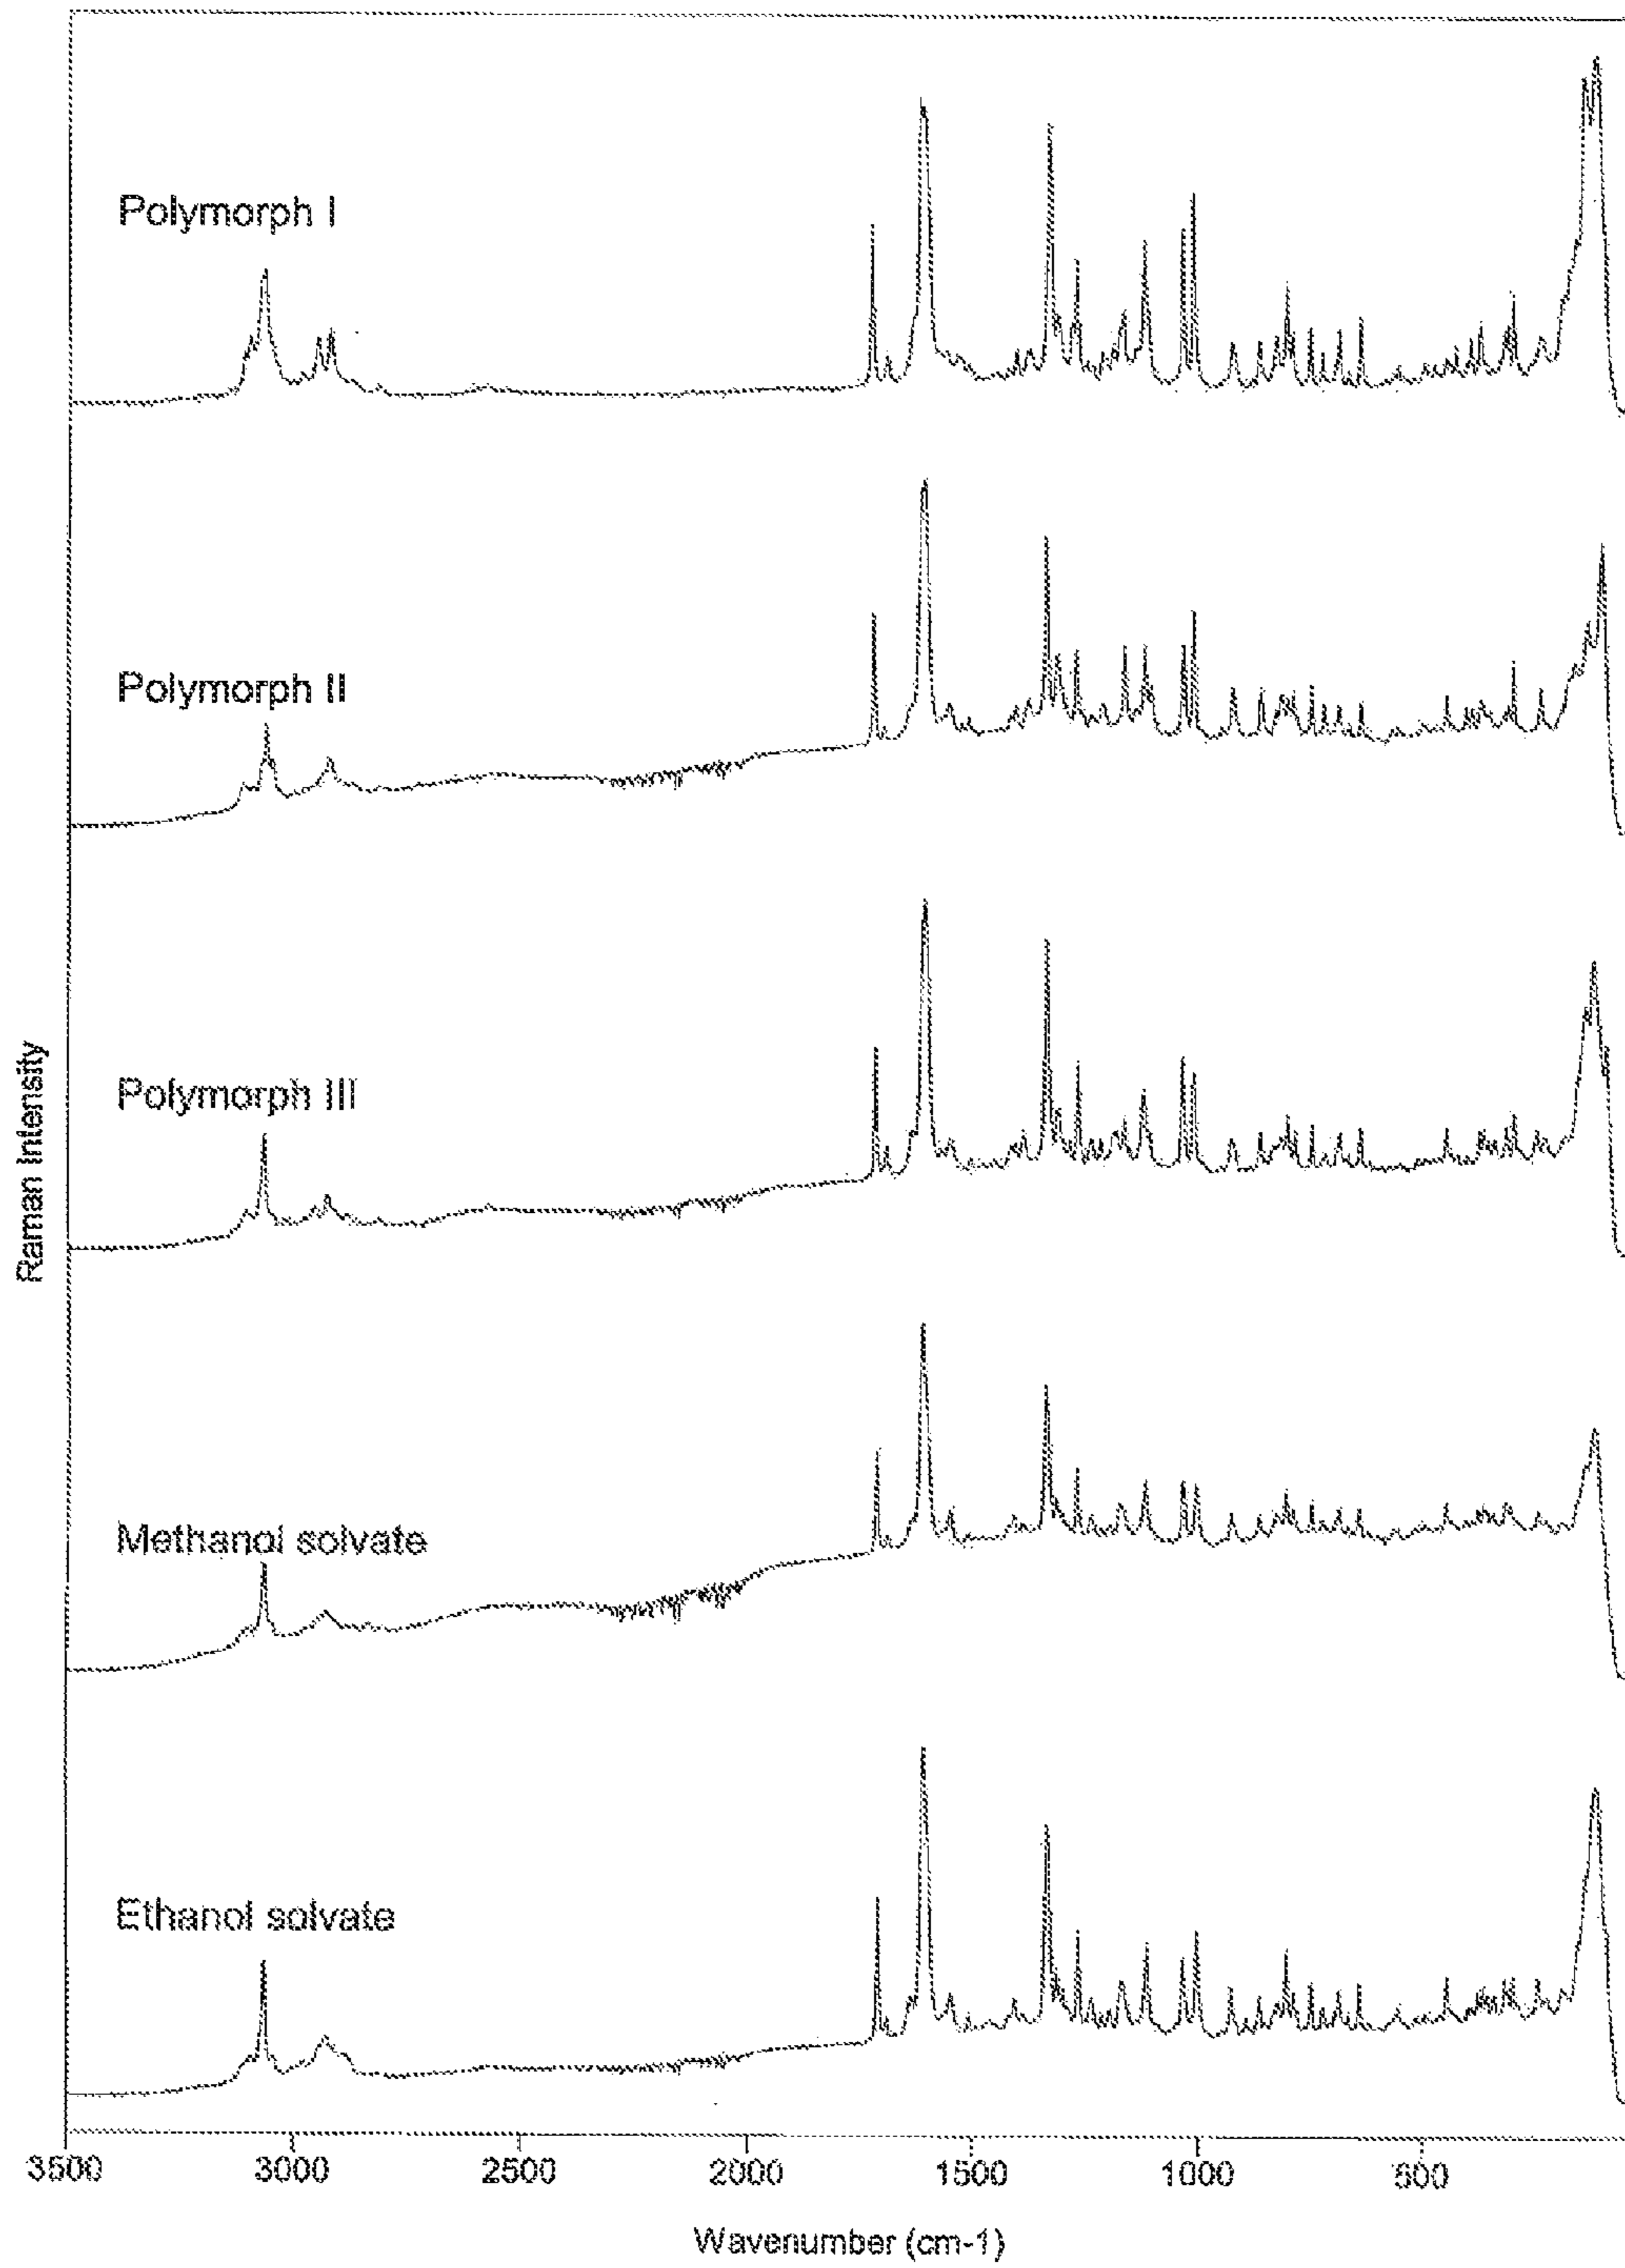 Polymorph I
Polymorph II
Polymorph III
Methanol solvate
Ethanol solvate
Raman Intensity
3500 3000 2500 2000 1500 1000 500
Wavenumber (cm-1)